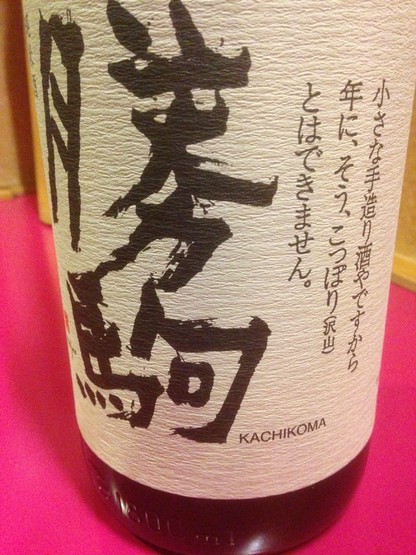 小さな手造り酒やですから
年に、そう、こっぽり（沢山）
とはできません。
勝駒
KACHIKOMA
1800ml